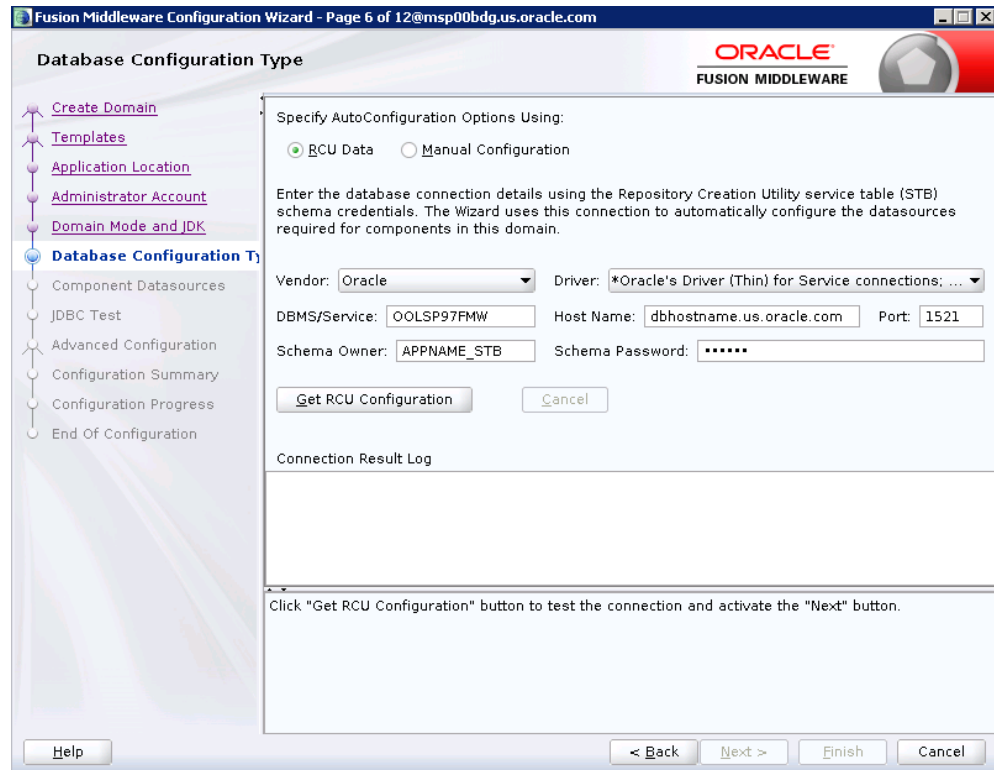 Fusion Middleware Configuration Wizard - Page 6 of 12@msp00bdg.us.oracle.com
Database Configuration Type
ORACLE
FUSION MIDDLEWARE
Create Domain
Templates
Application Location
Administrator Account
Domain Mode and JDK
Database Configuration Ty
Component Datasources
JDBC Test
Advanced Configuration
Configuration Summary
Configuration Progress
End Of Configuration
Specify AutoConfiguration Options Using:
RCU Data Manual Configuration
Enter the database connection details using the Repository Creation Utility service table (STB)
schema credentials. The Wizard uses this connection to automatically configure the datasources
required for components in this domain.
Vendor: Oracle Driver: *Oracle's Driver (Thin) for Service connections; ...
DBMS/Service: OOLSP97FMW Host Name: dbhostname.us.oracle.com Port: 1521
Schema Owner: APPNAME_STB Schema Password: ••••••
Get RCU Configuration Cancel
Connection Result Log
Click "Get RCU Configuration" button to test the connection and activate the "Next" button.
Help < Back Next > Finish Cancel